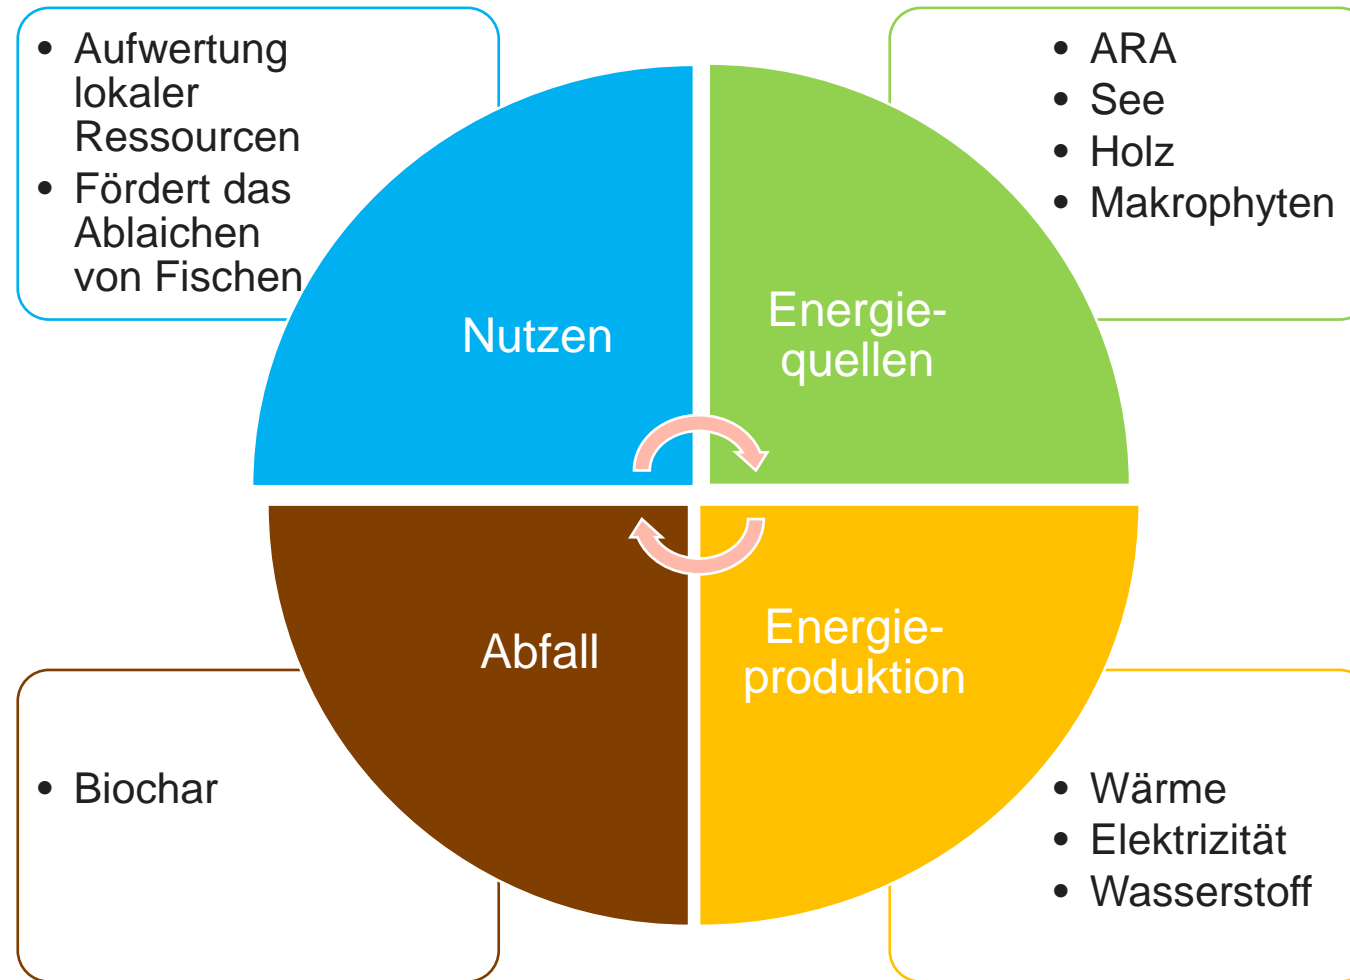 • Aufwertung
lokaler
Ressourcen
• Fördert das
Ablaichen
von Fischen
• ARA
• See
• Holz
• Makrophyten
Nutzen
Energie-
quellen
Abfall
Energie-
produktion
• Biochar
• Wärme
• Elektrizität
• Wasserstoff